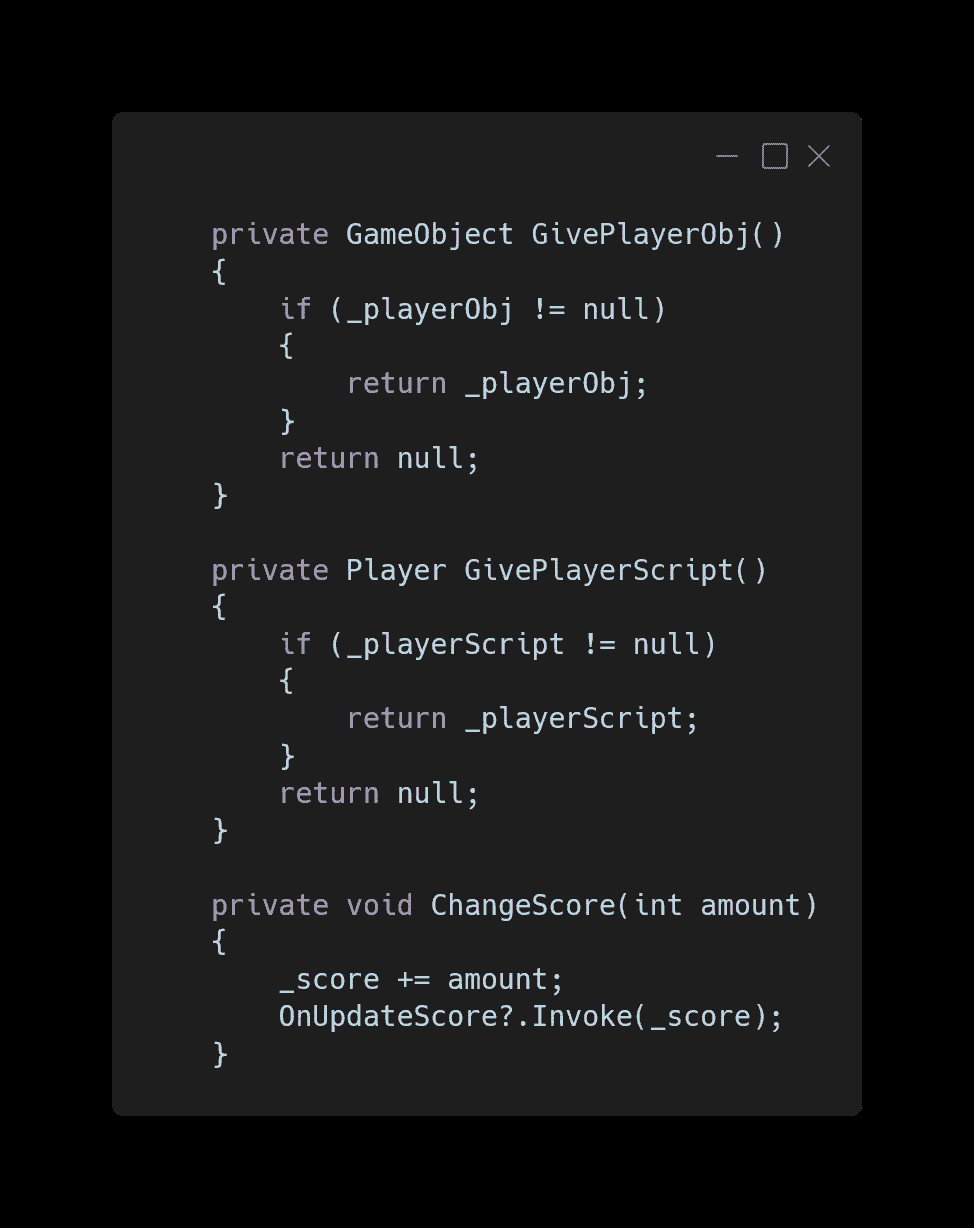 private GameObject GivePlayerObj()
{
    if (_playerObj != null)
    {
        return _playerObj;
    }
    return null;
}

private Player GivePlayerScript()
{
    if (_playerScript != null)
    {
        return _playerScript;
    }
    return null;
}

private void ChangeScore(int amount)
{
    _score += amount;
    OnUpdateScore?.Invoke(_score);
}